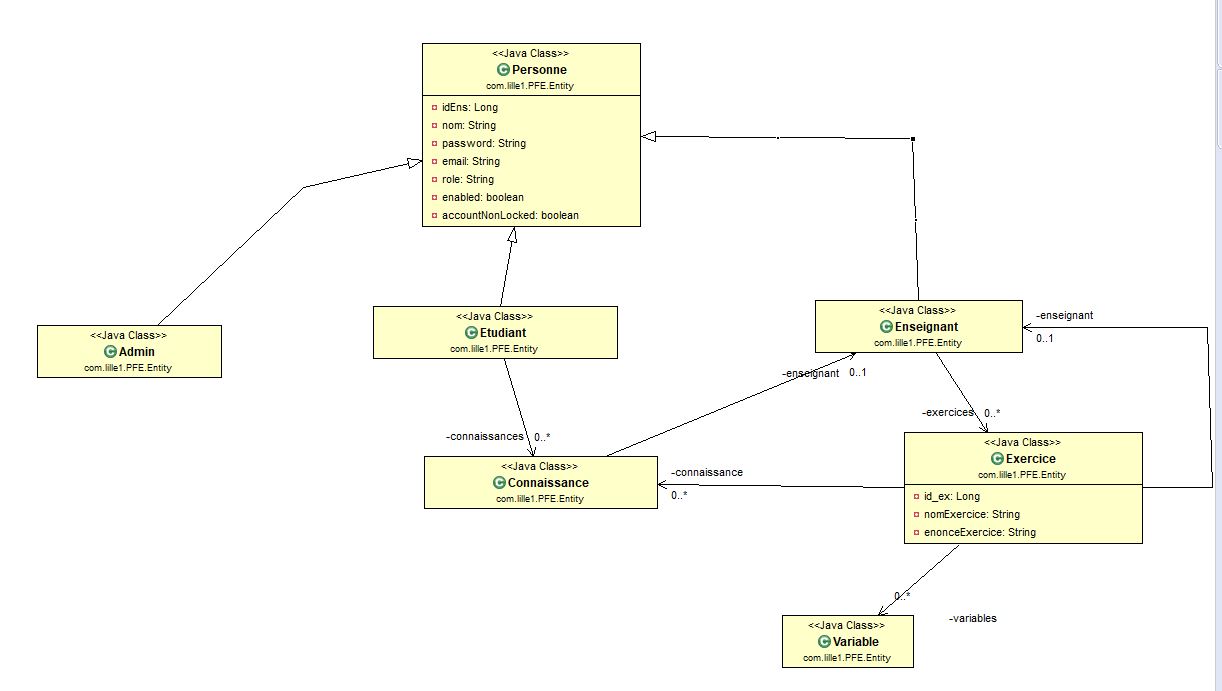 <<Java Class>>
Personne
com.lille1.PFE.Entity
idEns: Long
nom: String
password: String
email: String
role: String
enabled: boolean
accountNonLocked: boolean
<<Java Class>>
Admin
com.lille1.PFE.Entity
<<Java Class>>
Etudiant
com.lille1.PFE.Entity
<<Java Class>>
Enseignant
com.lille1.PFE.Entity
-enseignant
0..1
-enseignant 0..1
-exercices 0..*
-connaissances 0..*
<<Java Class>>
Connaissance
com.lille1.PFE.Entity
-connaissance
0..*
<<Java Class>>
Exercice
com.lille1.PFE.Entity
id_ex: Long
nomExercice: String
enonceExercice: String
0..*
-variables
<<Java Class>>
Variable
com.lille1.PFE.Entity